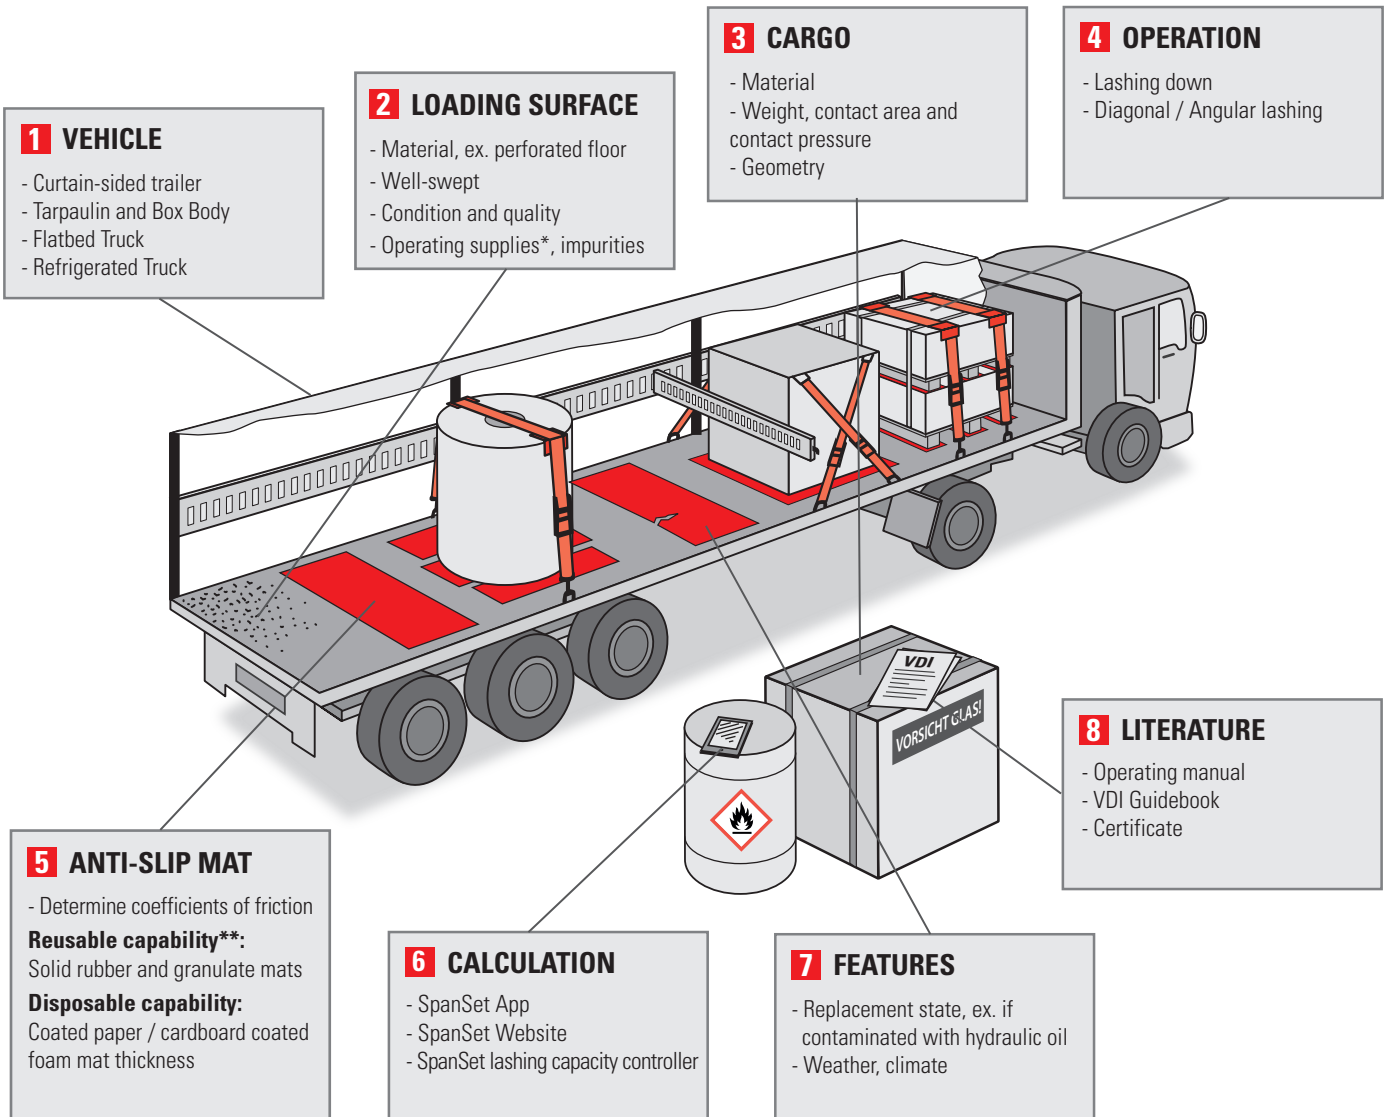 1 VEHICLE
- Curtain-sided trailer
- Tarpaulin and Box Body
- Flatbed Truck
- Refrigerated Truck
2 LOADING SURFACE
- Material, ex. perforated floor
- Well-swept
- Condition and quality
- Operating supplies*, impurities
3 CARGO
- Material
- Weight, contact area and
contact pressure
- Geometry
4 OPERATION
- Lashing down
- Diagonal / Angular lashing
VDI
VORSICHT GLAS!
5 ANTI-SLIP MAT
- Determine coefficients of friction
Reusable capability**:
Solid rubber and granulate mats
Disposable capability:
Coated paper / cardboard coated
foam mat thickness
6 CALCULATION
- SpanSet App
- SpanSet Website
- SpanSet lashing capacity controller
7 FEATURES
- Replacement state, ex. if
contaminated with hydraulic oil
- Weather, climate
8 LITERATURE
- Operating manual
- VDI Guidebook
- Certificate